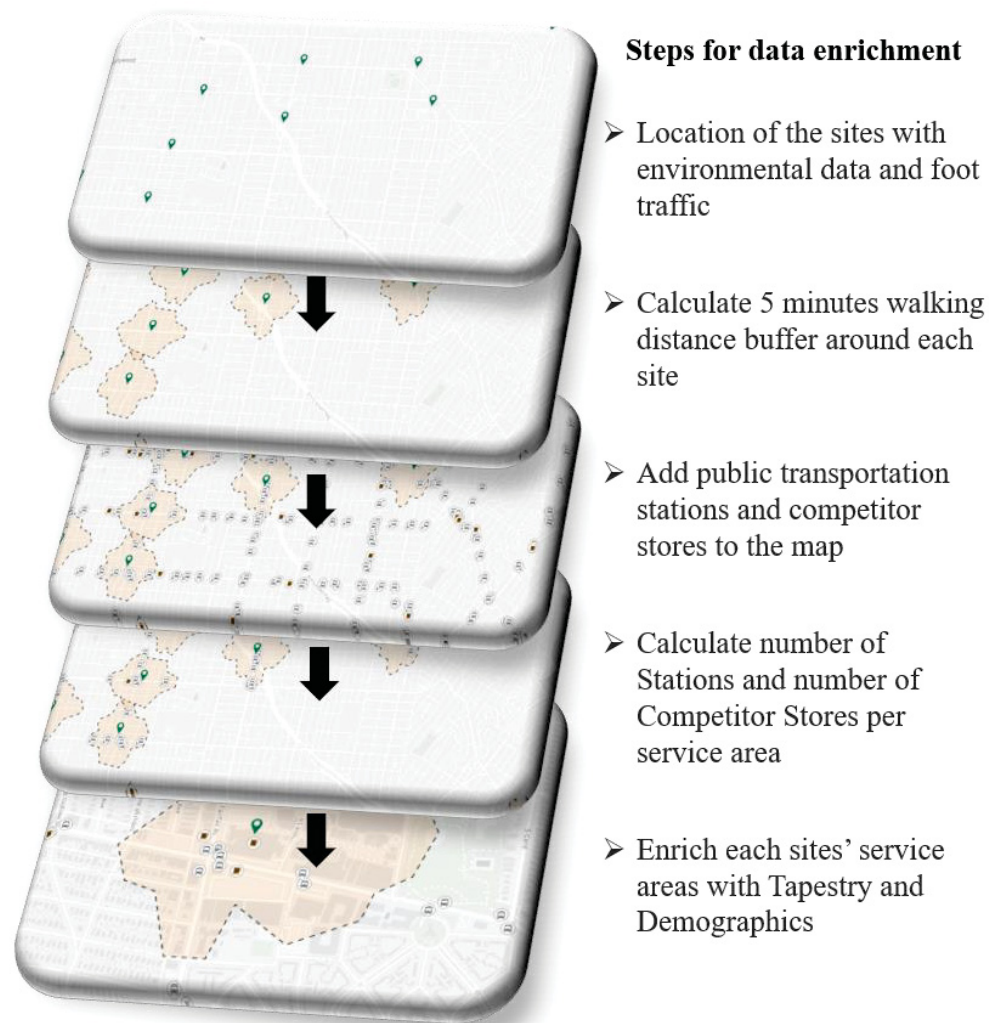 Steps for data enrichment
➢ Location of the sites with
environmental data and foot
traffic
➢ Calculate 5 minutes walking
distance buffer around each
site
➢ Add public transportation
stations and competitor
stores to the map
➢ Calculate number of
Stations and number of
Competitor Stores per
service area
➢ Enrich each sites’ service
areas with Tapestry and
Demographics